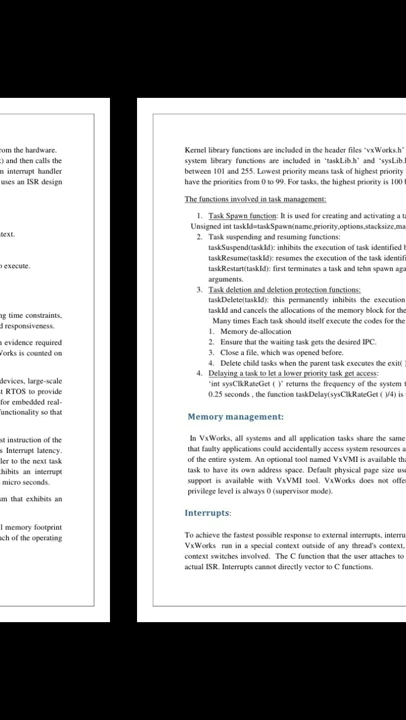 rom the hardware.
) and then calls the
n interrupt handler
uses an ISR design
text.
o execute.
ing time constraints,
d responsiveness.
n evidence required
Works is counted on
devices, large-scale
st RTOS to provide
for embedded real-
functionality so that
st instruction of the
s Interrupt latency.
ler to the next task
hibits an interrupt
micro seconds.
sm that exhibits an
l memory footprint
uch of the operating
Kernel library functions are included in the header files ‘vxWorks.h’
system library functions are included in ‘taskLib.h’ and ‘sysLib.
between 101 and 255. Lowest priority means task of highest priority
have the priorities from 0 to 99. For tasks, the highest priority is 100
The functions involved in task management:
1. Task Spawn function: It is used for creating and activating a ta
Unsigned int taskId=taskSpawn(name,priority,options,stacksize,ma
2. Task suspending and resuming functions:
taskSuspend(taskId): inhibits the execution of task identified b
taskResume(taskId): resumes the execution of the task identif
taskRestart(taskId): first terminates a task and tehn spawn aga
arguments.
3. Task deletion and deletion protection functions:
taskDelete(taskId): this permanently inhibits the execution
taskId and cancels the allocations of the memory block for the
Many times Each task should itself execute the codes for the
1. Memory de-allocation
2. Ensure that the waiting task gets the desired IPC.
3. Close a file, which was opened before.
4. Delete child tasks when the parent task executes the exit( )
4. Delaying a task to let a lower priority task get access:
‘int sysClkRateGet ( )’ returns the frequency of the system
0.25 seconds , the function taskDelay(sysClkRateGet ( )/4) is
Memory management:
In VxWorks, all systems and all application tasks share the same
that faulty applications could accidentally access system resources a
of the entire system. An optional tool named VxVMI is available tha
task to have its own address space. Default physical page size use
support is available with VxVMI tool. VxWorks does not offe
privilege level is always 0 (supervisor mode).
Interrupts:
To achieve the fastest possible response to external interrupts, interru
VxWorks run in a special context outside of any thread's context,
context switches involved. The C function that the user attaches to
actual ISR. Interrupts cannot directly vector to C functions.